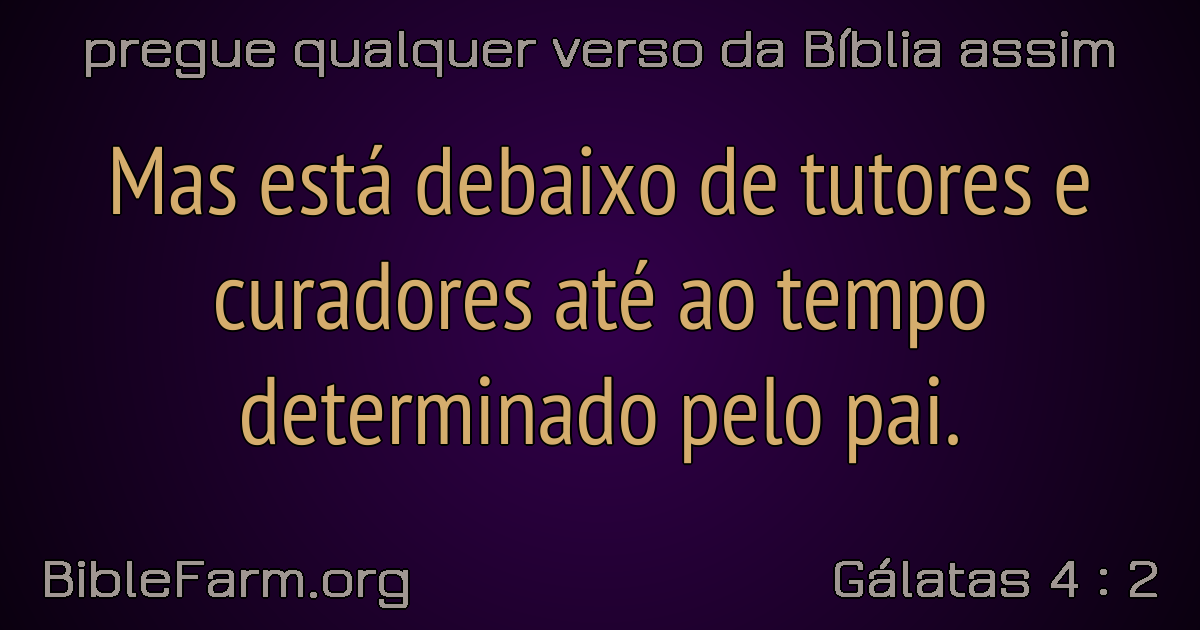 pregue qualquer verso da Bíblia assim
Mas está debaixo de tutores e
curadores até ao tempo
determinado pelo pai.
BibleFarm.org
Gálatas 4 : 2